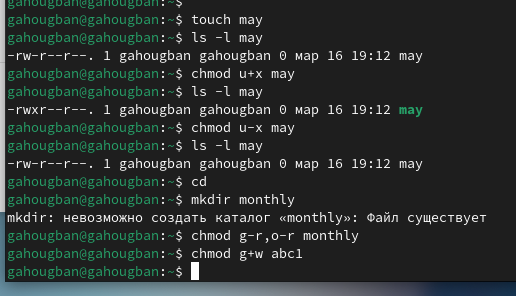 gahougban@gahougban:~$
gahougban@gahougban:~$ touch may
gahougban@gahougban:~$ ls -l may
-rw-r--r--. 1 gahougban gahougban 0 мар 16 19:12 may
gahougban@gahougban:~$ chmod u+x may
gahougban@gahougban:~$ ls -l may
-rwxr--r--. 1 gahougban gahougban 0 мар 16 19:12 may
gahougban@gahougban:~$ chmod u-x may
gahougban@gahougban:~$ ls -l may
-rw-r--r--. 1 gahougban gahougban 0 мар 16 19:12 may
gahougban@gahougban:~$ cd
gahougban@gahougban:~$ mkdir monthly
mkdir: невозможно создать каталог «monthly»: Файл существует
gahougban@gahougban:~$ chmod g-r,o-r monthly
gahougban@gahougban:~$ chmod g+w abc1
gahougban@gahougban:~$